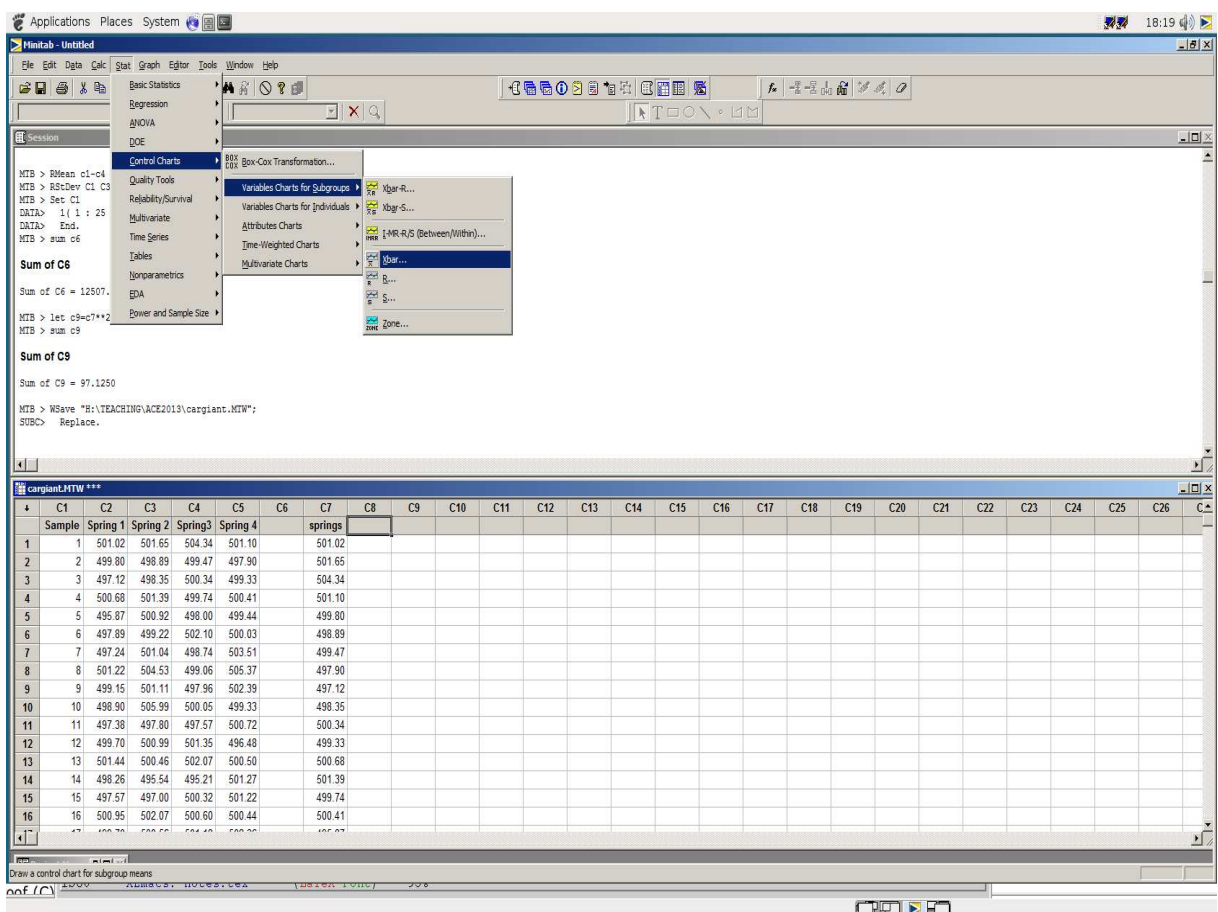 Applications Places System 18:19
Minitab - Untitled
File Edit Data Calc Stat Graph Editor Tools Window Help
Basic Statistics
Regression
ANOVA
DOE
Control Charts
Quality Tools
Reliability/Survival
Multivariate
Time Series
Tables
Nonparametrics
EDA
Power and Sample Size
BOX COX Box-Cox Transformation...
Variables Charts for Subgroups
Variables Charts for Individuals
Attributes Charts
Time-Weighted Charts
Multivariate Charts
Xbar-R...
Xbar-S...
I-MR-R/S (Between/Within)...
Xbar...
R...
S...
Zone...
Session
MTB > RMean c1-c4
MTB > RStDev C1 C3
MTB > Set C1
DATA> 1( 1 : 25
DATA> End.
MTB > sum c6
Sum of C6
Sum of C6 = 12507.
MTB > let c9=c7**2
MTB > sum c9
Sum of C9
Sum of C9 = 97.1250
MTB > WSave "H:\TEACHING\ACE2013\cargiant.MTW";
SUBC> Replace.
cargiant.MTW ***
C1 C2 C3 C4 C5 C6 C7 C8 C9 C10 C11 C12 C13 C14 C15 C16 C17 C18 C19 C20 C21 C22 C23 C24 C25 C26
Sample Spring 1 Spring 2 Spring3 Spring 4 springs
1 1 501.02 501.65 504.34 501.10 501.02
2 2 499.80 498.89 499.47 497.90 501.65
3 3 497.12 498.35 500.34 499.33 504.34
4 4 500.68 501.39 499.74 500.41 501.10
5 5 495.87 500.92 498.00 499.44 499.80
6 6 497.89 499.22 502.10 500.03 498.89
7 7 497.24 501.04 498.74 503.51 499.47
8 8 501.22 504.53 499.06 505.37 497.90
9 9 499.15 501.11 497.96 502.39 497.12
10 10 498.90 505.99 500.05 499.33 498.35
11 11 497.38 497.80 497.57 500.72 500.34
12 12 499.70 500.99 501.35 496.48 499.33
13 13 501.44 500.46 502.07 500.50 500.68
14 14 498.26 495.54 495.21 501.27 501.39
15 15 497.57 497.00 500.32 501.22 499.74
16 16 500.95 502.07 500.60 500.44 500.41
Draw a control chart for subgroup means